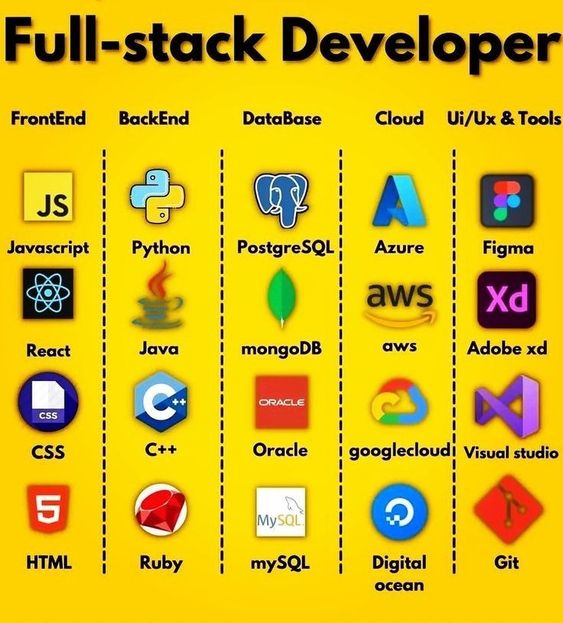 Full-stack Developer
FrontEnd BackEnd DataBase Cloud Ui/Ux & Tools
JS
Javascript Python PostgreSQL Azure Figma
aws Xd
React Java mongoDB aws Adobe xd
CSS C++ ORACLE
CSS C++ Oracle googlecloud Visual studio
5 MySQL
HTML Ruby mySQL Digital ocean Git